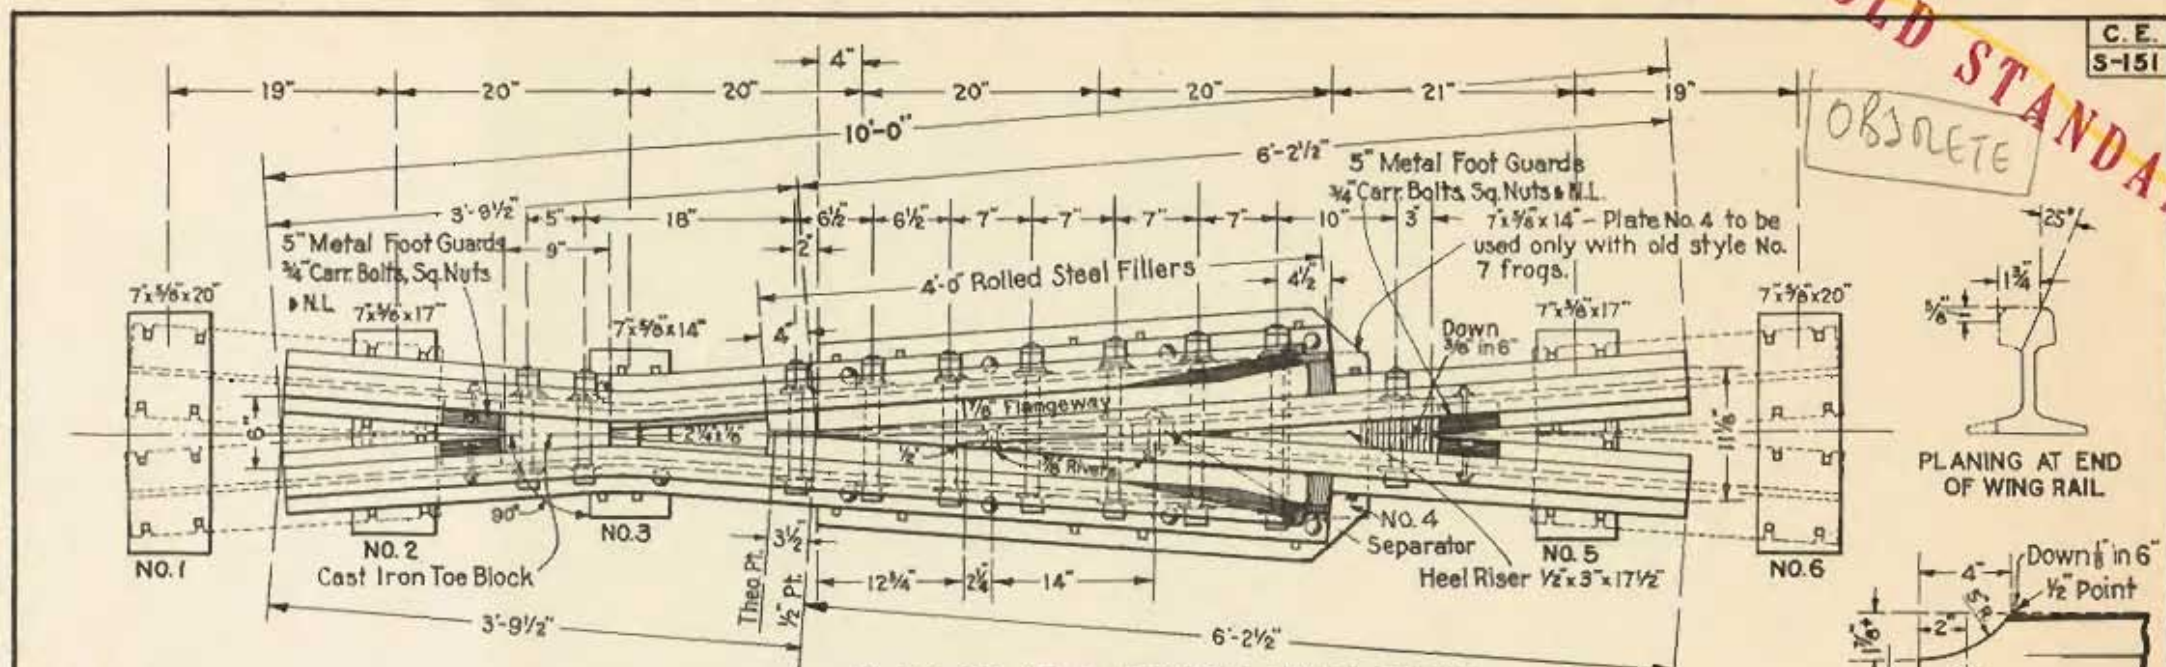 OLD STANDA
C. E.
S-151
OBSOLETE
4"
19"
20"
20"
20"
20"
21"
19"
10'-0"
6'-2½"
3'-9½"
5"
18"
6½"
6½"
7"
7"
7"
7"
10"
3"
9"
2"
5" Metal Foot Guards
¾" Carr. Bolts, Sq. Nuts & N.L.
7"x⅝"x14" - Plate No. 4 to be
used only with old style No.
7 frogs.
5" Metal Foot Guards
¾" Carr. Bolts, Sq. Nuts
& N.L.
4'-0" Rolled Steel Fillers
4½"
7"x⅝"x20"
7"x⅝"x17"
7"x⅝"x14"
4"
Down
⅜" in 6"
7"x⅝"x17"
7"x⅝"x20"
25°
1¾"
⅝"
6"
1⅞" Flangeway
2¼"x⅛"
½"
Rivets
11⅛"
PLANING AT END
OF WING RAIL
90°
NO. 1
NO. 2
NO. 3
NO. 4
NO. 5
NO. 6
Cast Iron Toe Block
Separator
Heel Riser ½"x3"x17½"
3½"
Theo. Pt.
½" Pt.
12¾"
2¼"
14"
3'-9½"
6'-2½"
Down ⅛" in 6"
½" Point
4"
2"
1⅞"